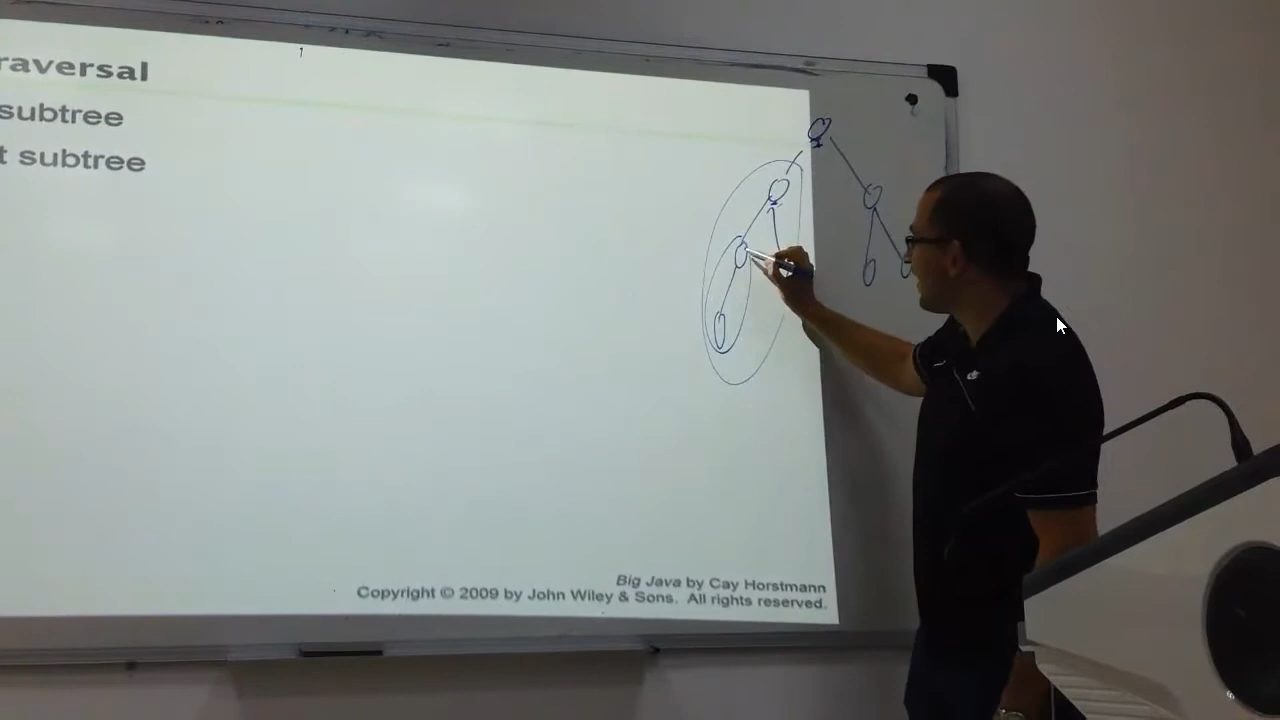 raversal
subtree
t subtree
Big Java by Cay Horstmann
Copyright © 2009 by John Wiley & Sons. All rights reserved.